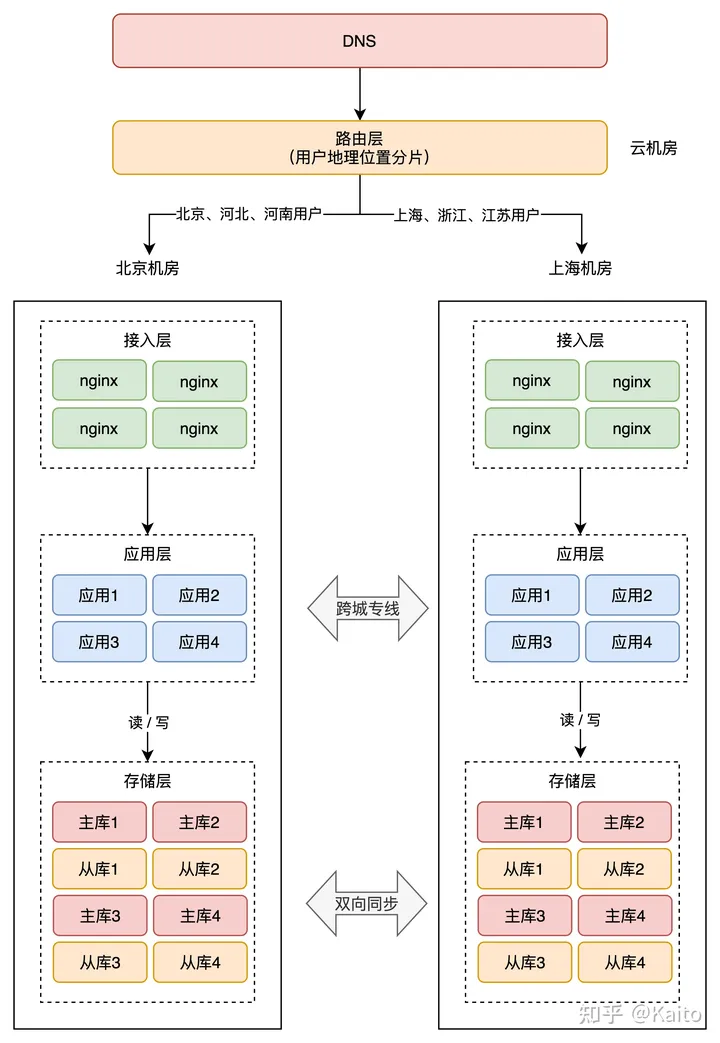 DNS
路由层
（用户地理位置分片）
云机房
北京、河北、河南用户
上海、浙江、江苏用户
北京机房
上海机房
接入层
nginx
nginx
nginx
nginx
接入层
nginx
nginx
nginx
nginx
应用层
应用1
应用2
应用3
应用4
跨城专线
应用层
应用1
应用2
应用3
应用4
读 / 写
读 / 写
存储层
主库1
主库2
从库1
从库2
主库3
主库4
从库3
从库4
双向同步
存储层
主库1
主库2
从库1
从库2
主库3
主库4
从库3
从库4
知乎 @Kaito